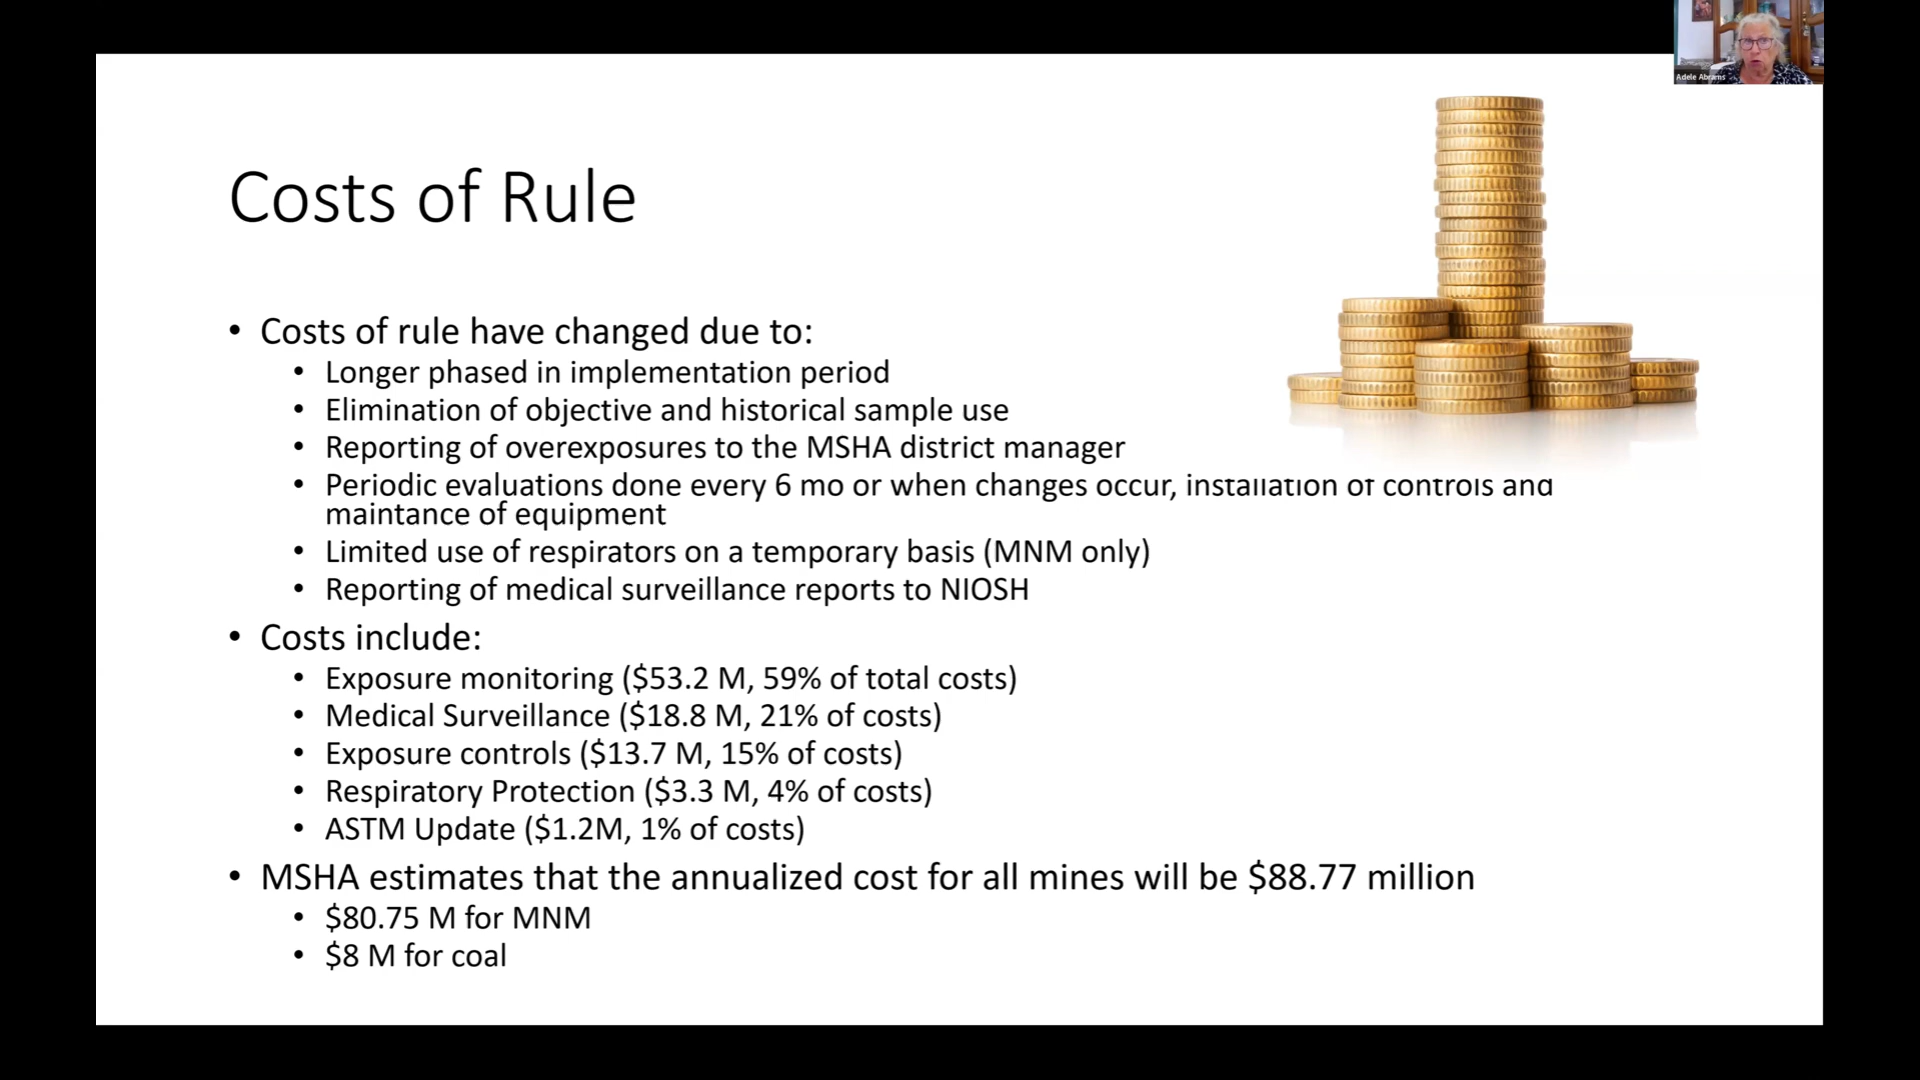 Adele Abrams
Costs of Rule
• Costs of rule have changed due to:
• Longer phased in implementation period
• Elimination of objective and historical sample use
• Reporting of overexposures to the MSHA district manager
• Periodic evaluations done every 6 mo or when changes occur, installation of controls and
maintance of equipment
• Limited use of respirators on a temporary basis (MNM only)
• Reporting of medical surveillance reports to NIOSH
• Costs include:
• Exposure monitoring ($53.2 M, 59% of total costs)
• Medical Surveillance ($18.8 M, 21% of costs)
• Exposure controls ($13.7 M, 15% of costs)
• Respiratory Protection ($3.3 M, 4% of costs)
• ASTM Update ($1.2M, 1% of costs)
• MSHA estimates that the annualized cost for all mines will be $88.77 million
• $80.75 M for MNM
• $8 M for coal